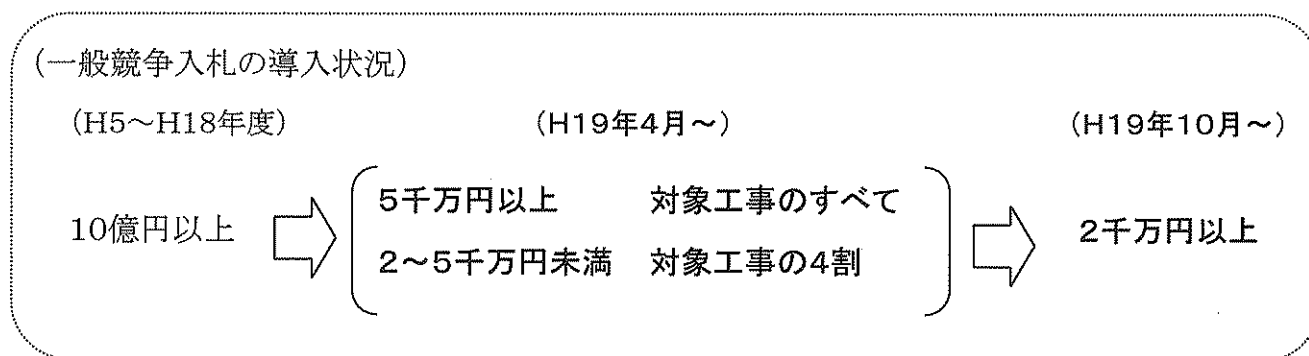 (一般競争入札の導入状況)
(H5～H18年度) (H19年4月～) (H19年10月～)
10億円以上
5千万円以上 対象工事のすべて
2～5千万円未満 対象工事の4割
2千万円以上